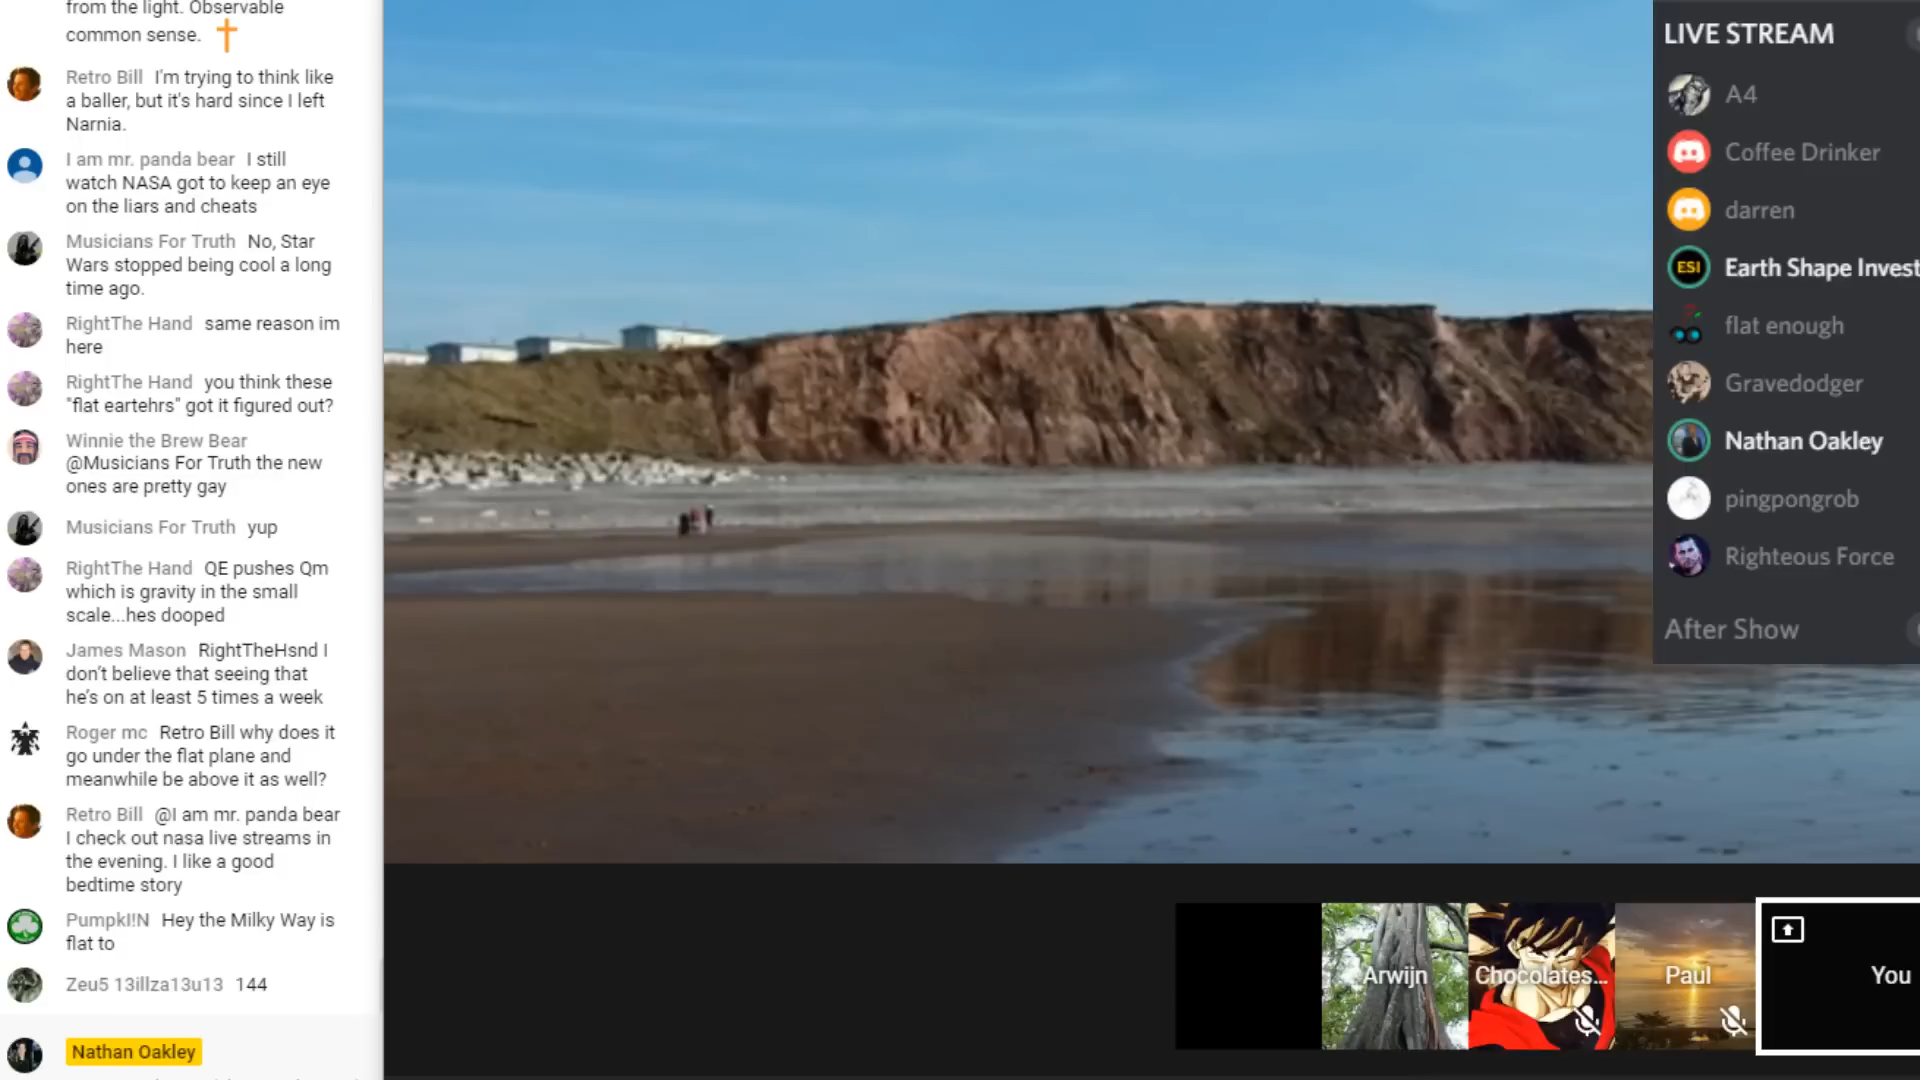 from the light. Observable
common sense.
Retro Bill I'm trying to think like
a baller, but it's hard since I left
Narnia.
I am mr. panda bear I still
watch NASA got to keep an eye
on the liars and cheats
Musicians For Truth No, Star
Wars stopped being cool a long
time ago.
RightThe Hand same reason im
here
RightThe Hand you think these
"flat eartehrs" got it figured out?
Winnie the Brew Bear
@Musicians For Truth the new
ones are pretty gay
Musicians For Truth yup
RightThe Hand QE pushes Qm
which is gravity in the small
scale...hes dooped
James Mason RightTheHsnd I
don't believe that seeing that
he's on at least 5 times a week
Roger mc Retro Bill why does it
go under the flat plane and
meanwhile be above it as well?
Retro Bill @I am mr. panda bear
I check out nasa live streams in
the evening. I like a good
bedtime story
PumpkI!N Hey the Milky Way is
flat to
Zeu5 13illza13u13 144
Nathan Oakley
LIVE STREAM
A4
Coffee Drinker
darren
ESI
Earth Shape Invest
flat enough
Gravedodger
Nathan Oakley
pingpongrob
Righteous Force
After Show
Arwijn
Chocolates...
Paul
You